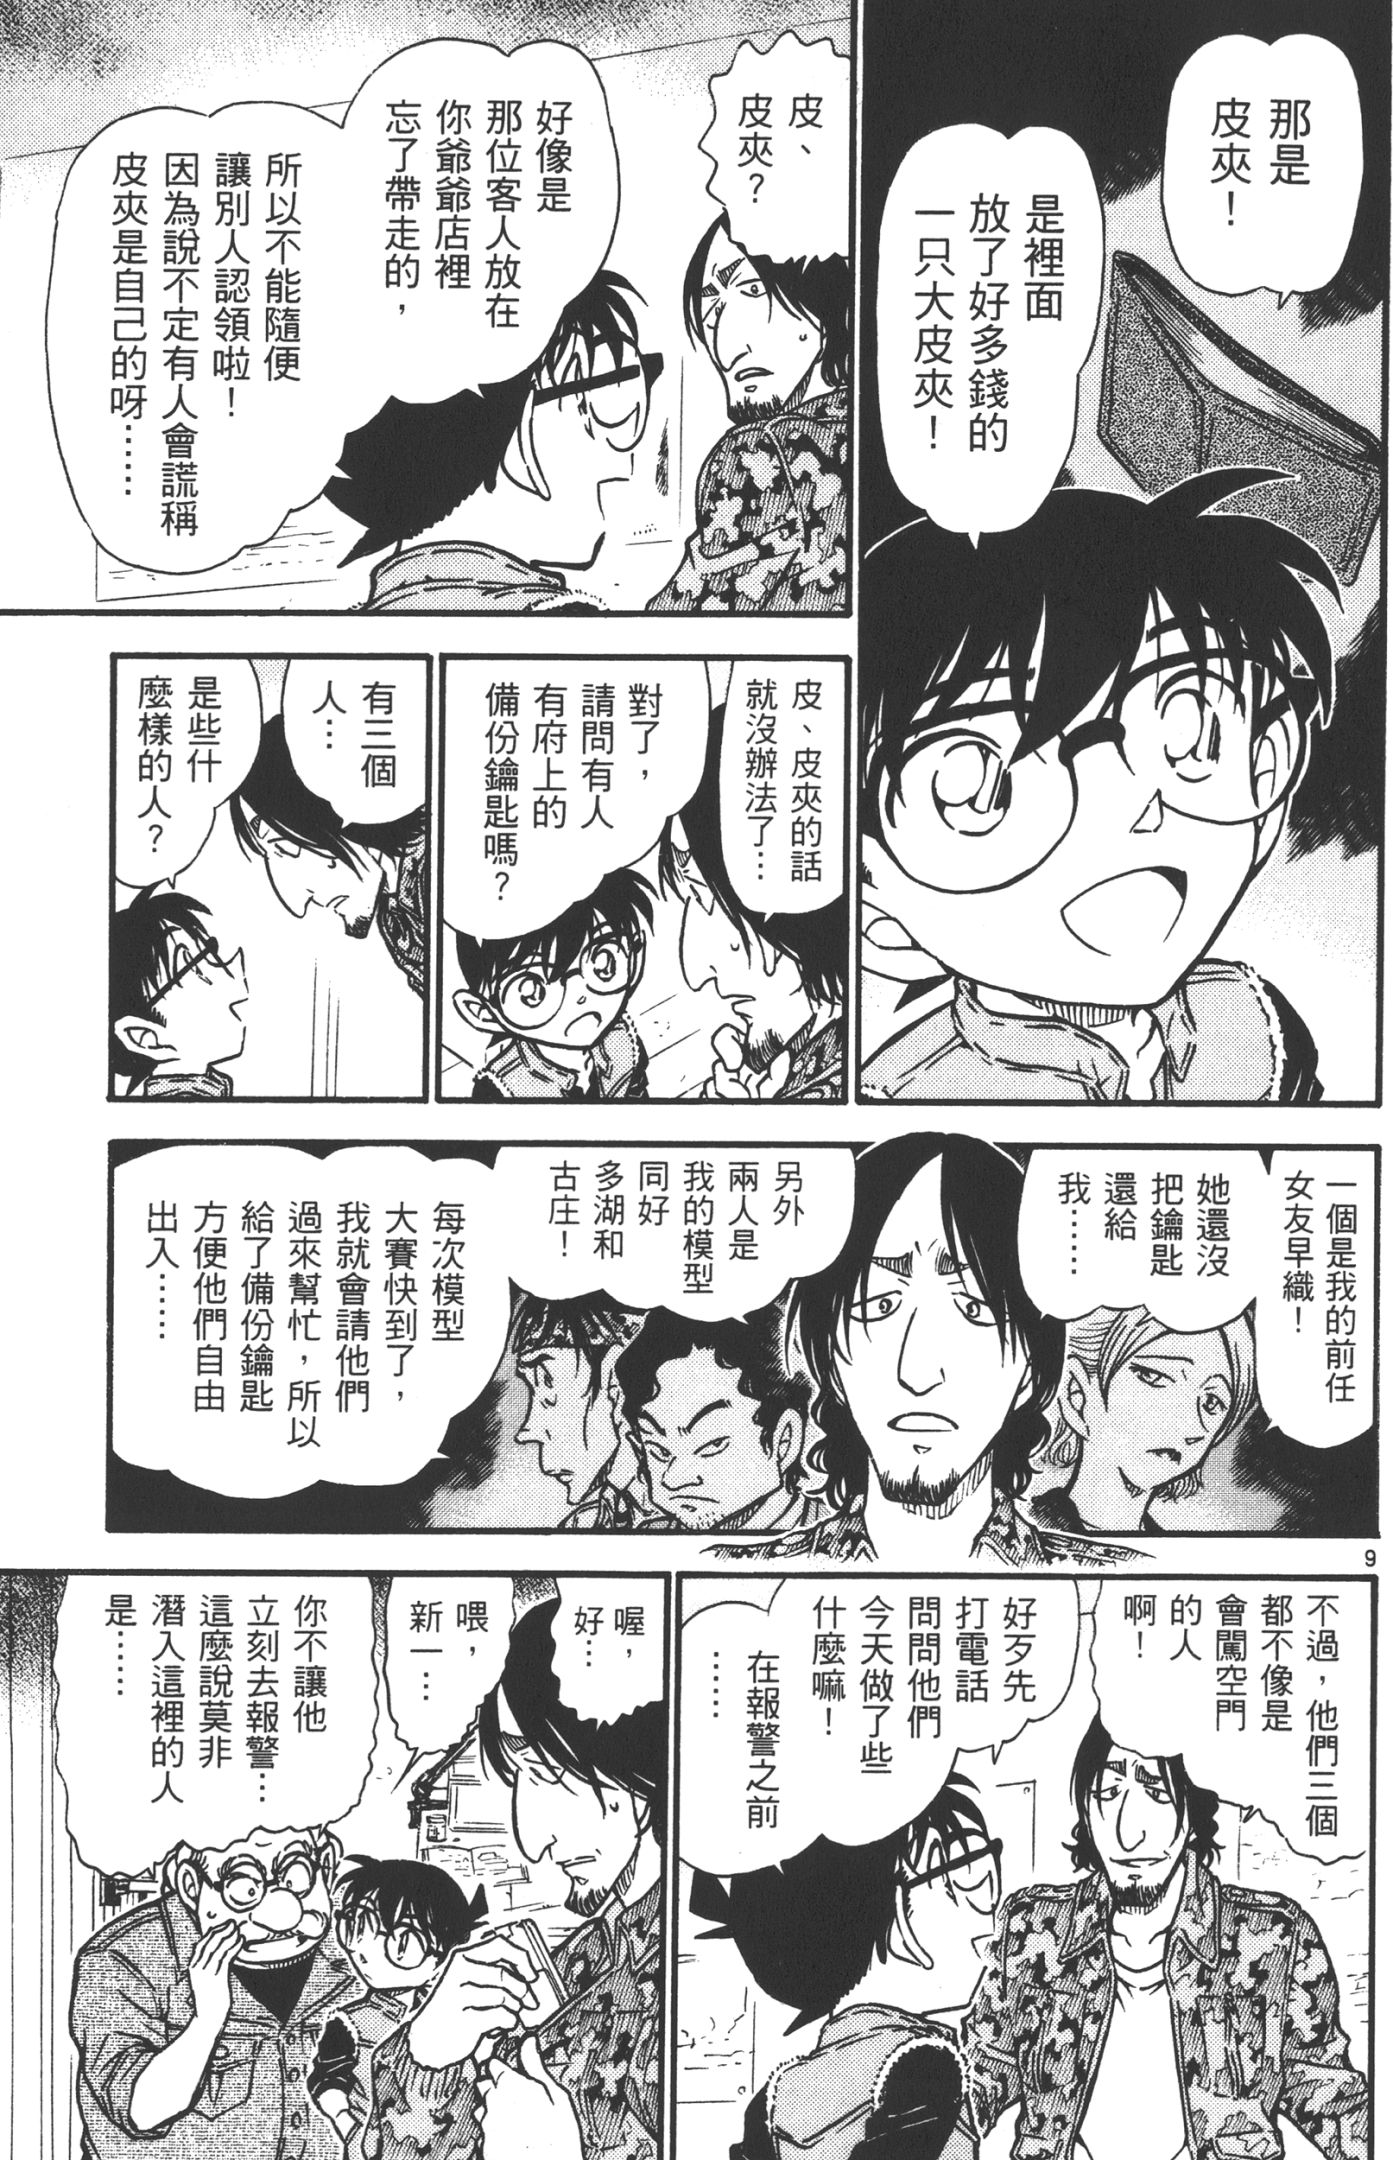 那是
皮夾！
是裡面
放了好多錢的
一只大皮夾！
皮、
皮夾？
好像是
那位客人放在
你爺爺店裡
忘了帶走的，
所以不能隨便
讓別人認領啦！
因為說不定有人會謊稱
皮夾是自己的呀……
皮、皮夾的話
就沒辦法了…
對了，
請問有人
有府上的
備份鑰匙嗎？
有三個
人…
是些什
麼樣的人？
一個是我的前任
女友早織！
她還沒
把鑰匙
還給
我……
另外
兩人是
我的模型
同好
多湖和
古庄！
每次模型
大賽快到了，
我就會請他們
過來幫忙，所以
給了備份鑰匙
方便他們自由
出入……
9
不過，他們三個
都不像是
會闖空門
的人
啊！
好歹先
打電話
問問他們
今天做了些
什麼嘛！
在報警之前
……
喔，
好…
喂，
新一…
你不讓他
立刻去報警…
這麼說莫非
潛入這裡的人
是……